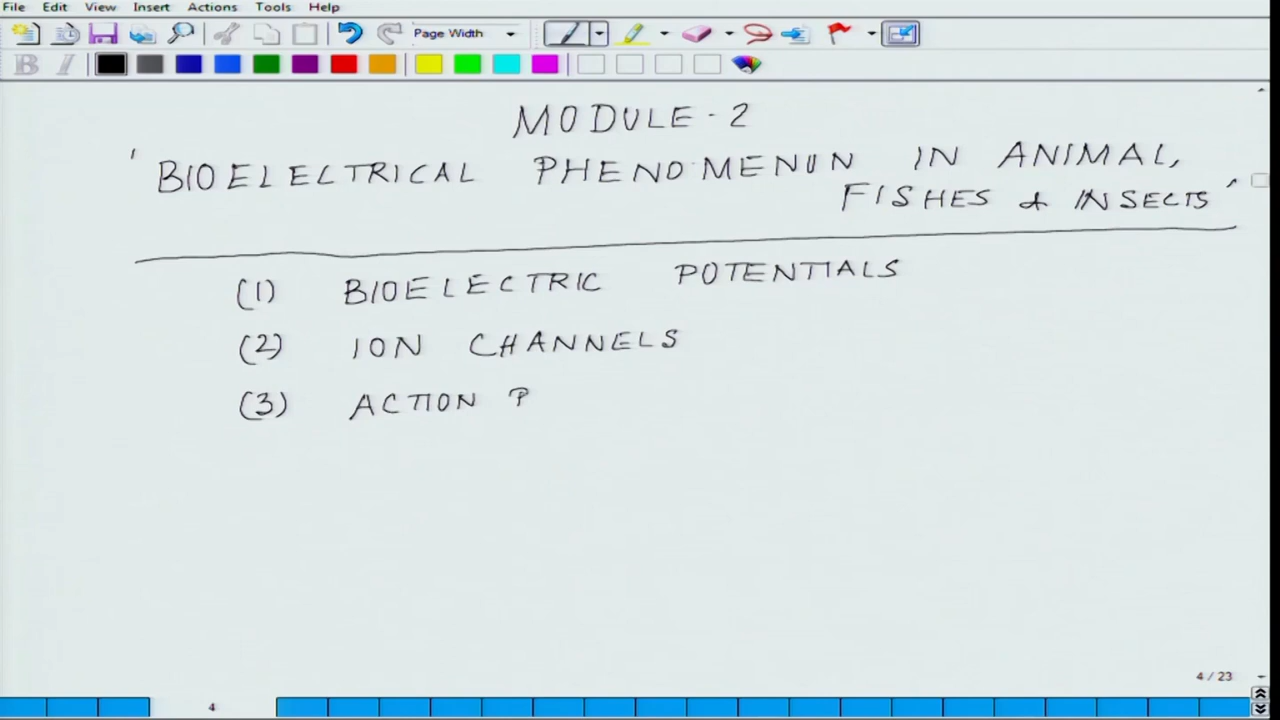 File Edit View Insert Actions Tools Help
Page Width
B I
MODULE - 2
' BIOELECTRICAL PHENOMENUN IN ANIMAL,
FISHES & INSECTS '
(1) BIOELECTRIC POTENTIALS
(2) ION CHANNELS
(3) ACTION P
4 / 23
4